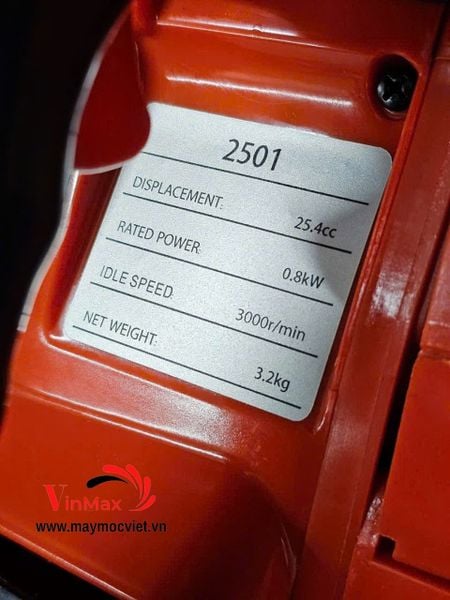 2501
DISPLACEMENT: 25.4cc
RATED POWER: 0.8kW
IDLE SPEED: 3000r/min
NET WEIGHT: 3.2kg
VinMax
www.maymocviet.vn